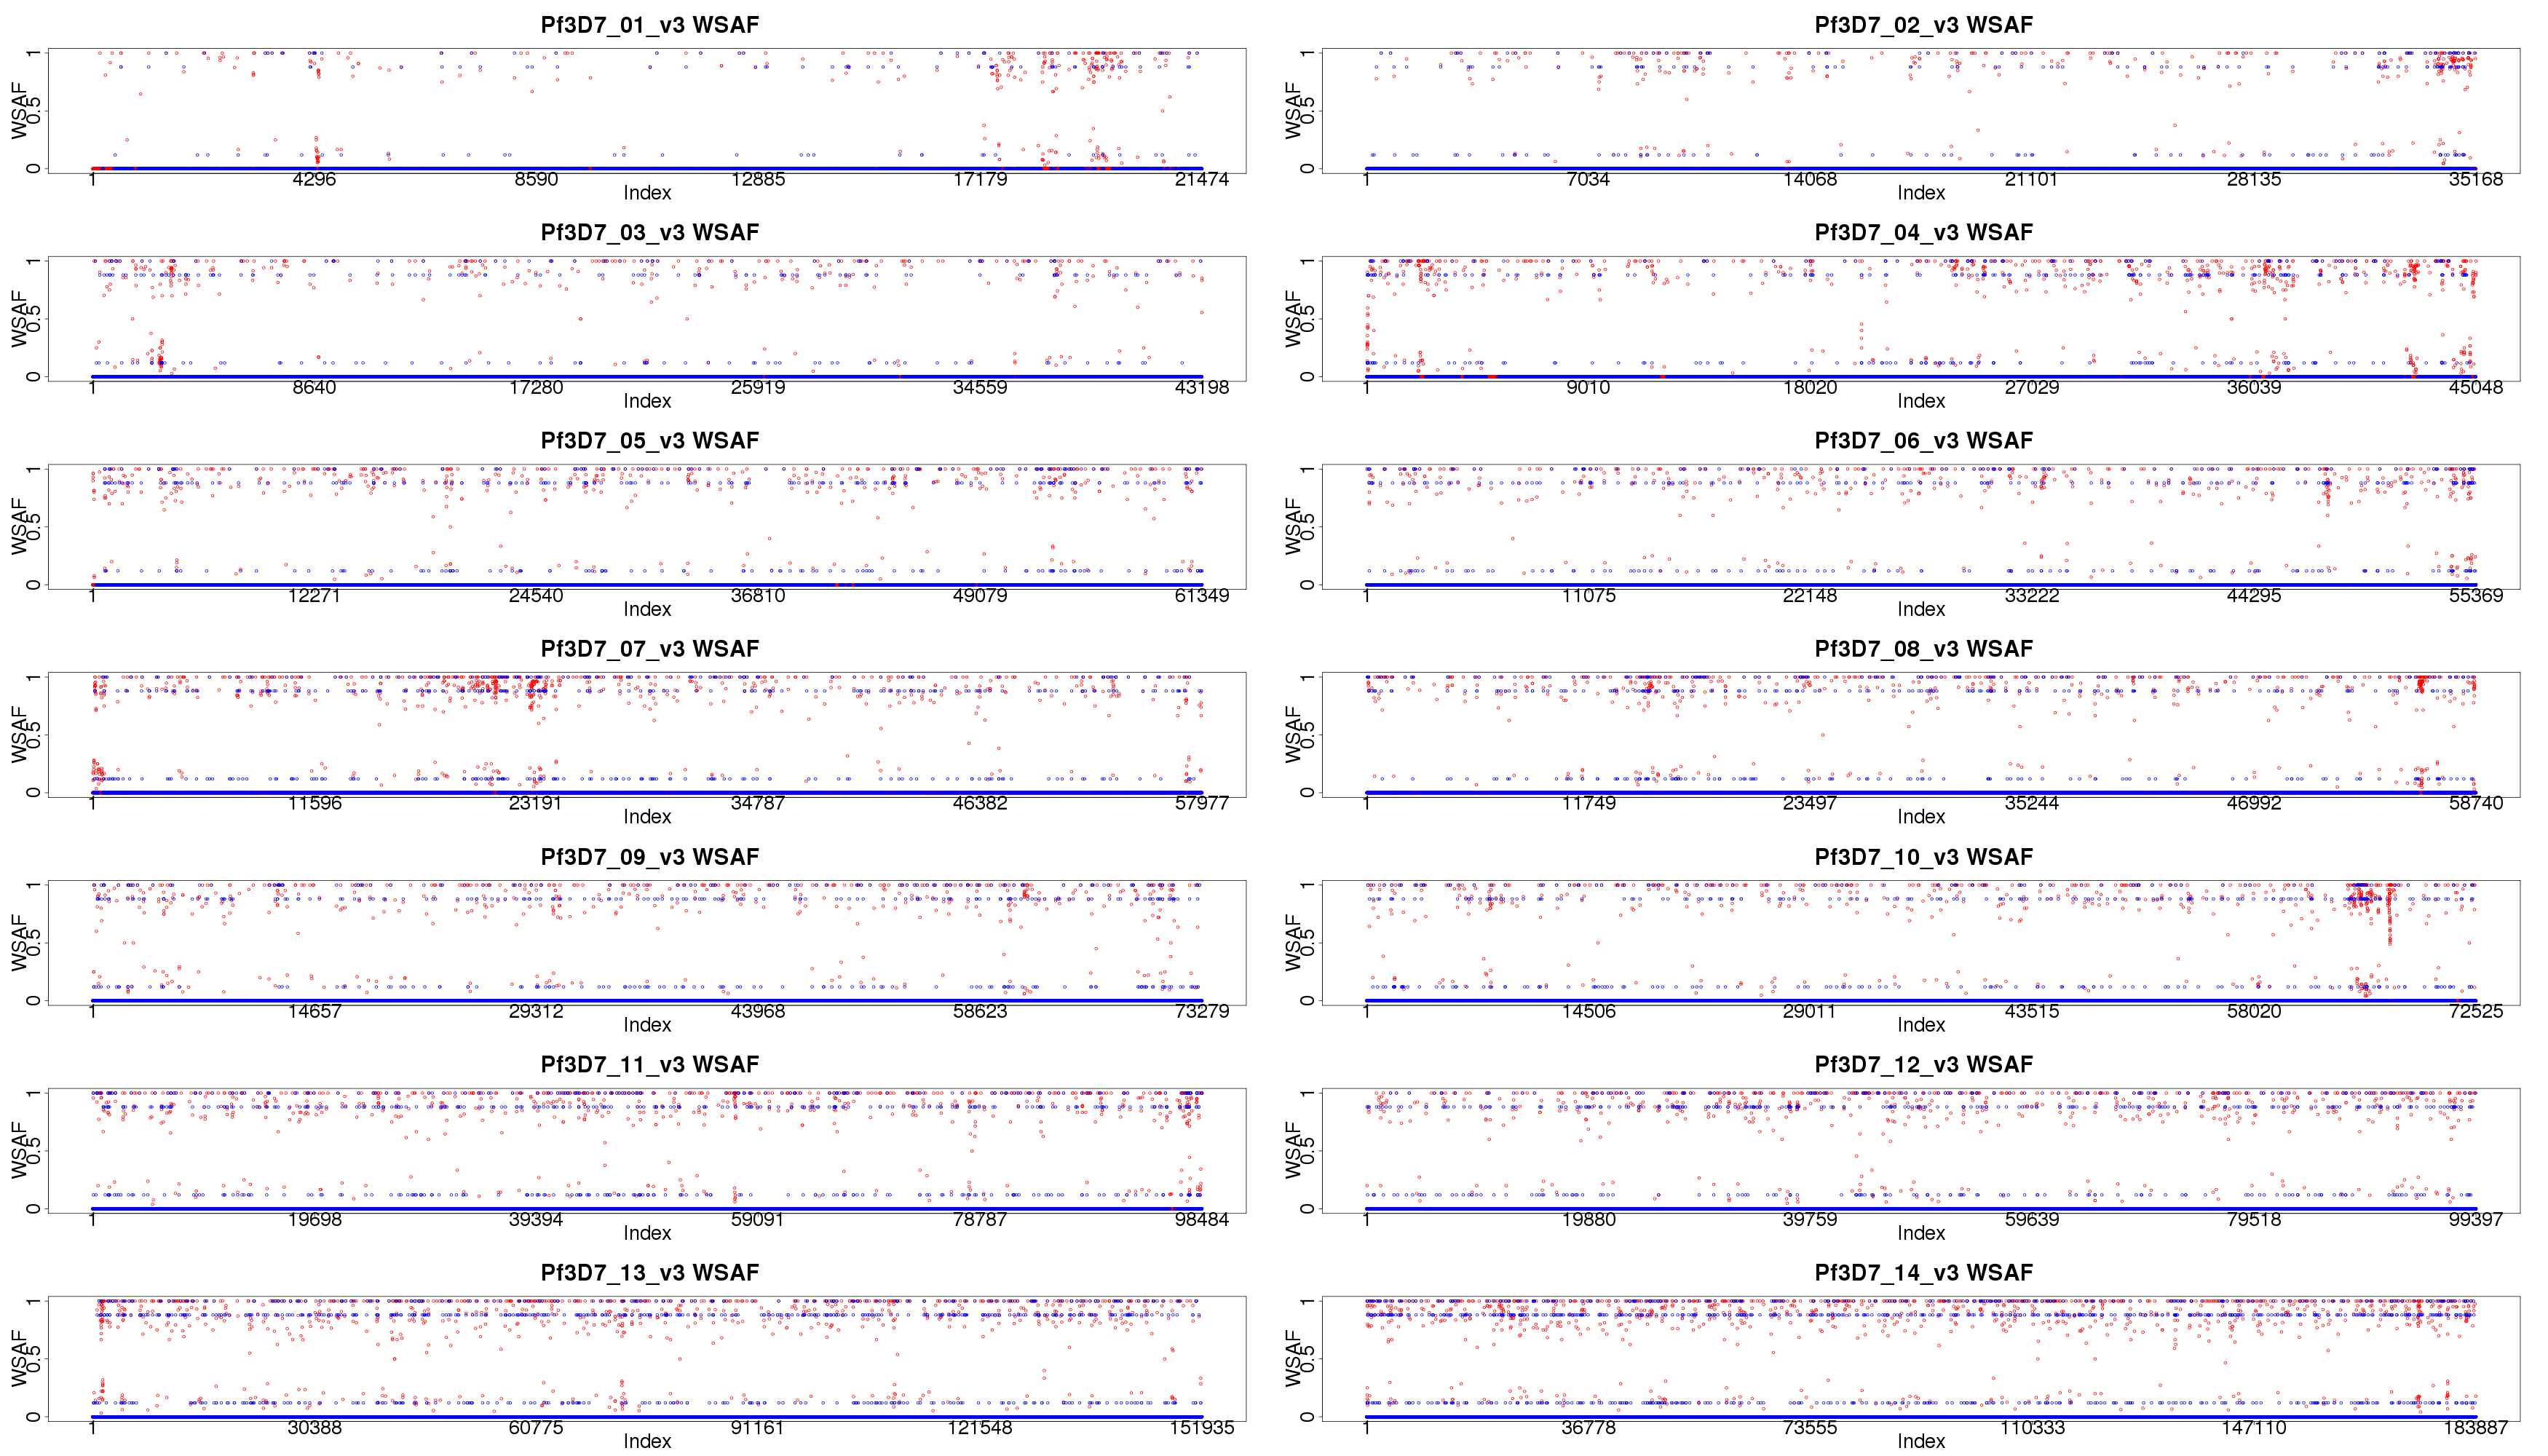 Pf3D7_01_v3 WSAF
WSAF
0 0.5 1
1 4296 8590 12885 17179 21474
Index
Pf3D7_02_v3 WSAF
WSAF
0 0.5 1
1 7034 14068 21101 28135 35168
Index
Pf3D7_03_v3 WSAF
WSAF
0 0.5 1
1 8640 17280 25919 34559 43198
Index
Pf3D7_04_v3 WSAF
WSAF
0 0.5 1
1 9010 18020 27029 36039 45048
Index
Pf3D7_05_v3 WSAF
WSAF
0 0.5 1
1 12271 24540 36810 49079 61349
Index
Pf3D7_06_v3 WSAF
WSAF
0 0.5 1
1 11075 22148 33222 44295 55369
Index
Pf3D7_07_v3 WSAF
WSAF
0 0.5 1
1 11596 23191 34787 46382 57977
Index
Pf3D7_08_v3 WSAF
WSAF
0 0.5 1
1 11749 23497 35244 46992 58740
Index
Pf3D7_09_v3 WSAF
WSAF
0 0.5 1
1 14657 29312 43968 58623 73279
Index
Pf3D7_10_v3 WSAF
WSAF
0 0.5 1
1 14506 29011 43515 58020 72525
Index
Pf3D7_11_v3 WSAF
WSAF
0 0.5 1
1 19698 39394 59091 78787 98484
Index
Pf3D7_12_v3 WSAF
WSAF
0 0.5 1
1 19880 39759 59639 79518 99397
Index
Pf3D7_13_v3 WSAF
WSAF
0 0.5 1
1 30388 60775 91161 121548 151935
Index
Pf3D7_14_v3 WSAF
WSAF
0 0.5 1
1 36778 73555 110333 147110 183887
Index